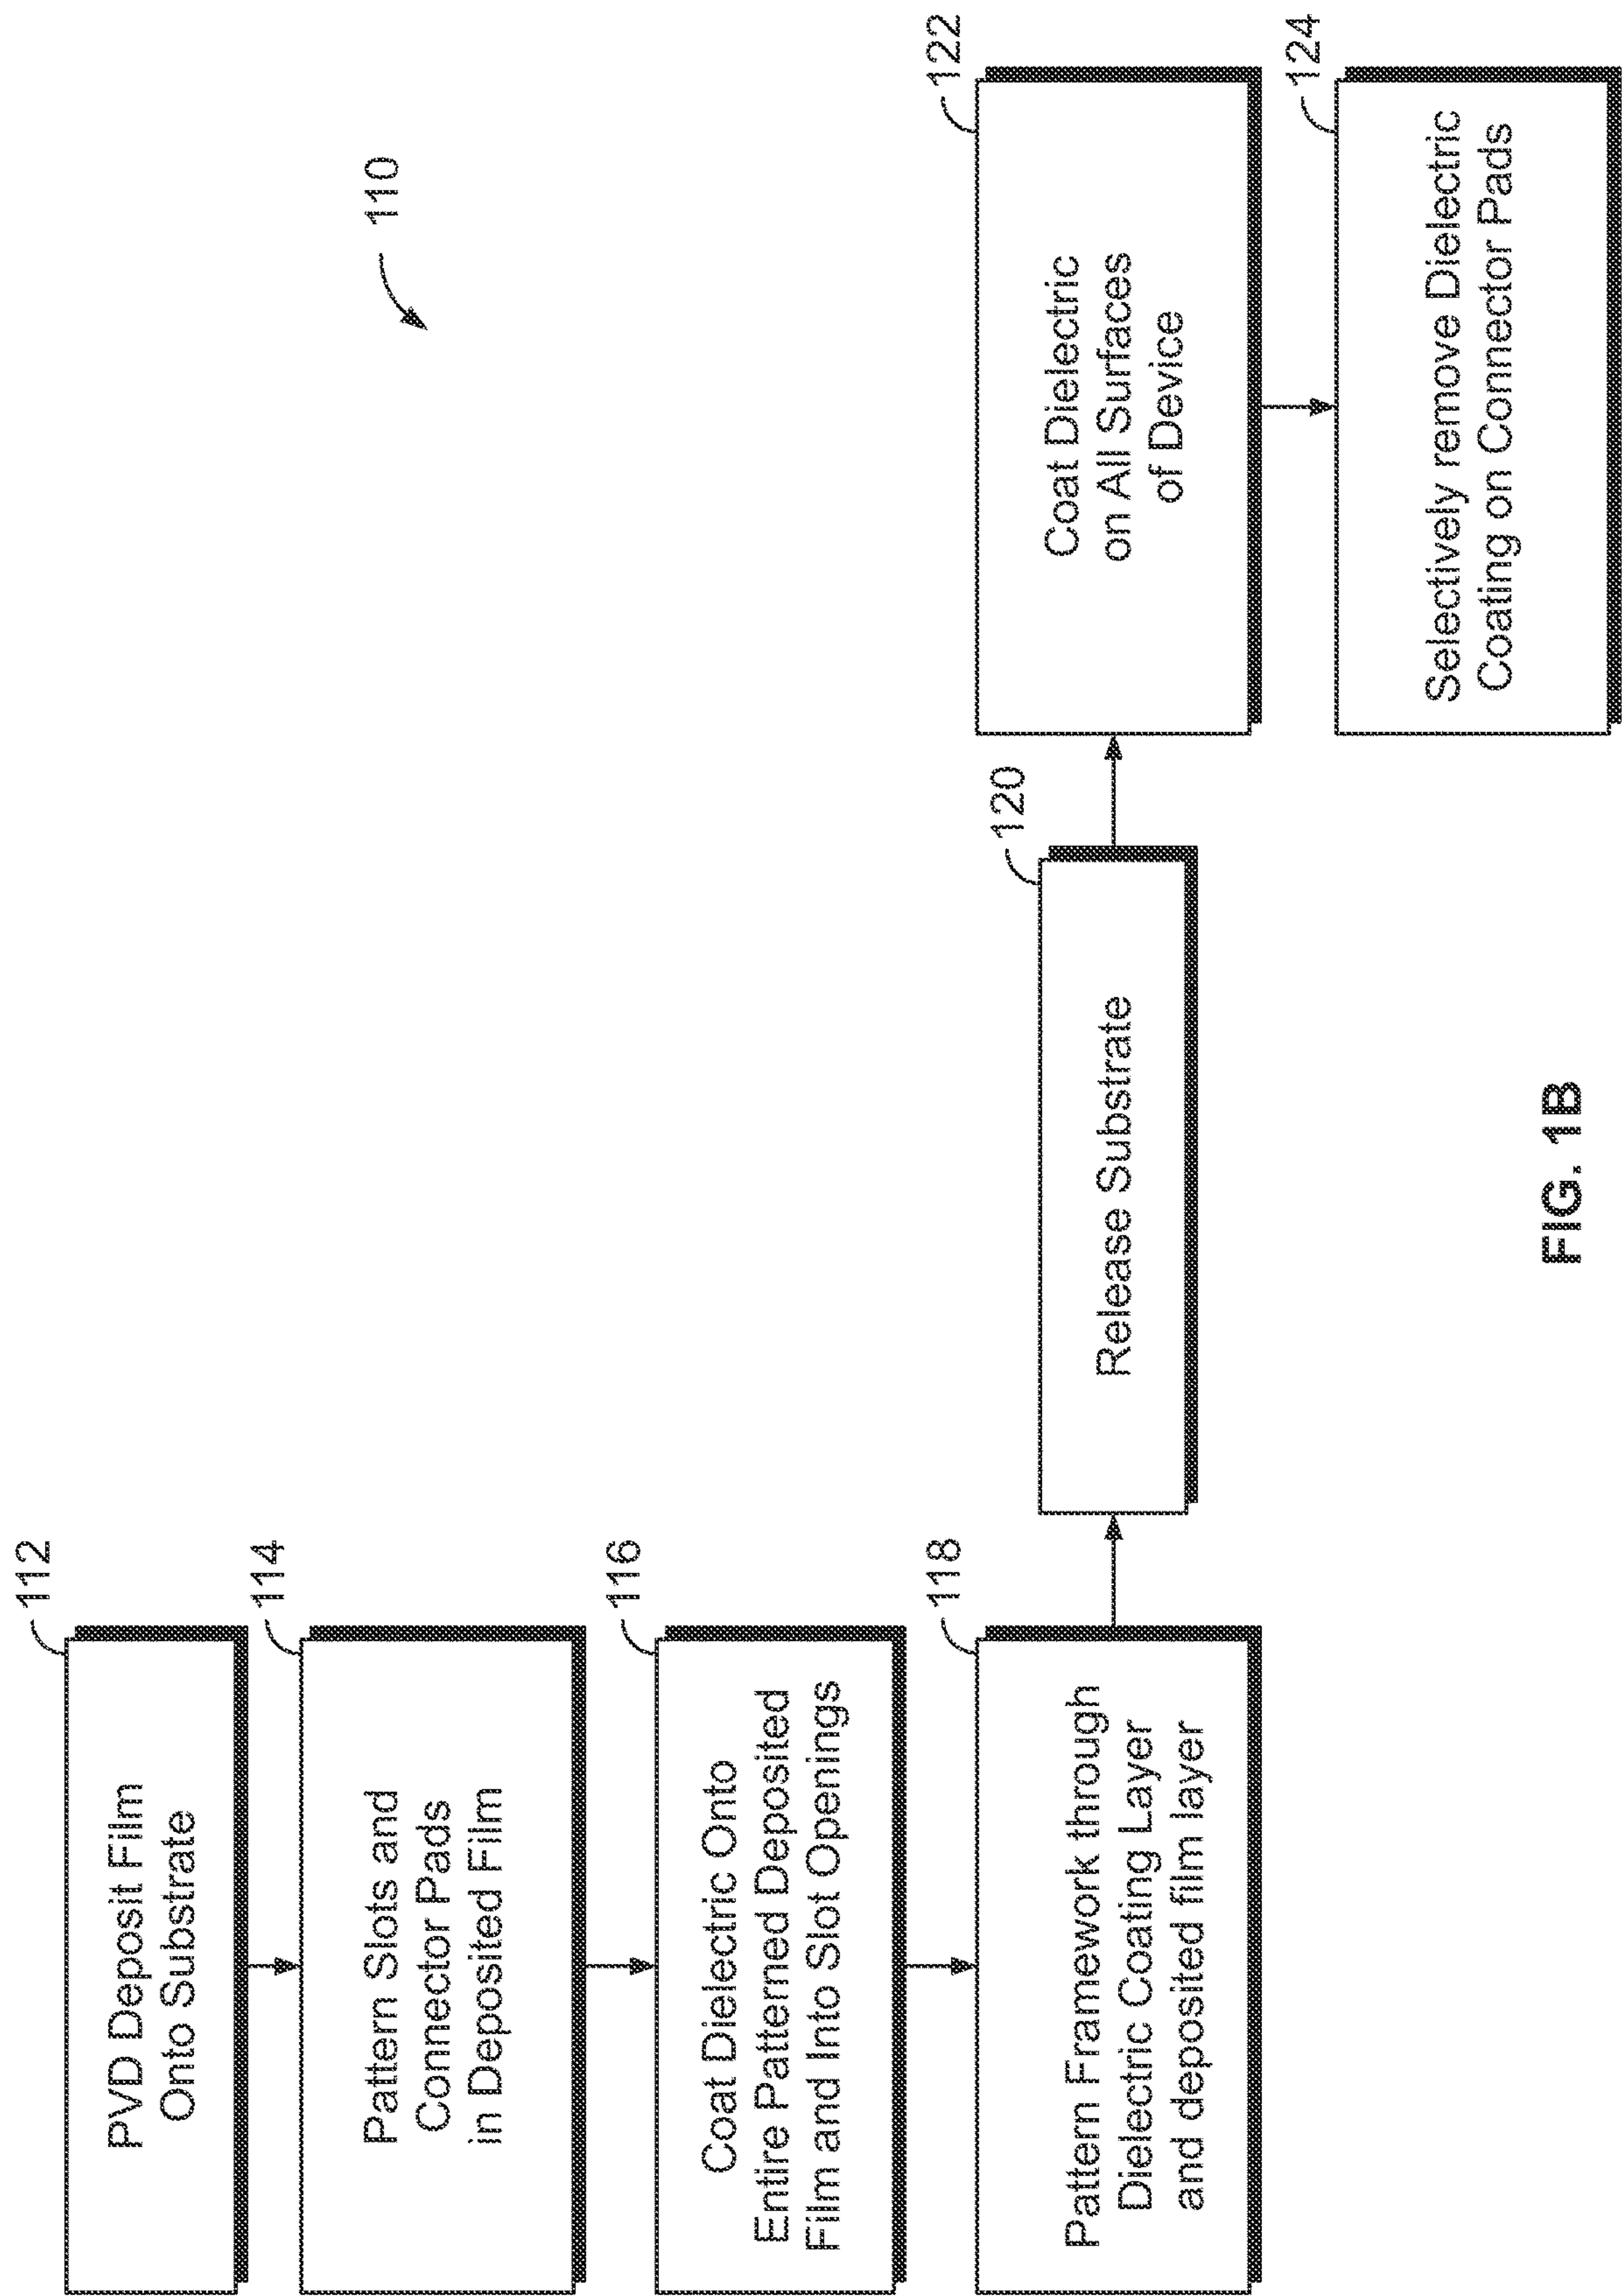 110
112
PVD Deposit Film
Onto Substrate
114
Pattern Slots and
Connector Pads
in Deposited Film
116
Coat Dielectric Onto
Entire Patterned Deposited
Film and Into Slot Openings
118
Pattern Framework through
Dielectric Coating Layer
and deposited film layer
120
Release Substrate
122
Coat Dielectric
on All Surfaces
of Device
124
Selectively remove Dielectric
Coating on Connector Pads
FIG. 1B